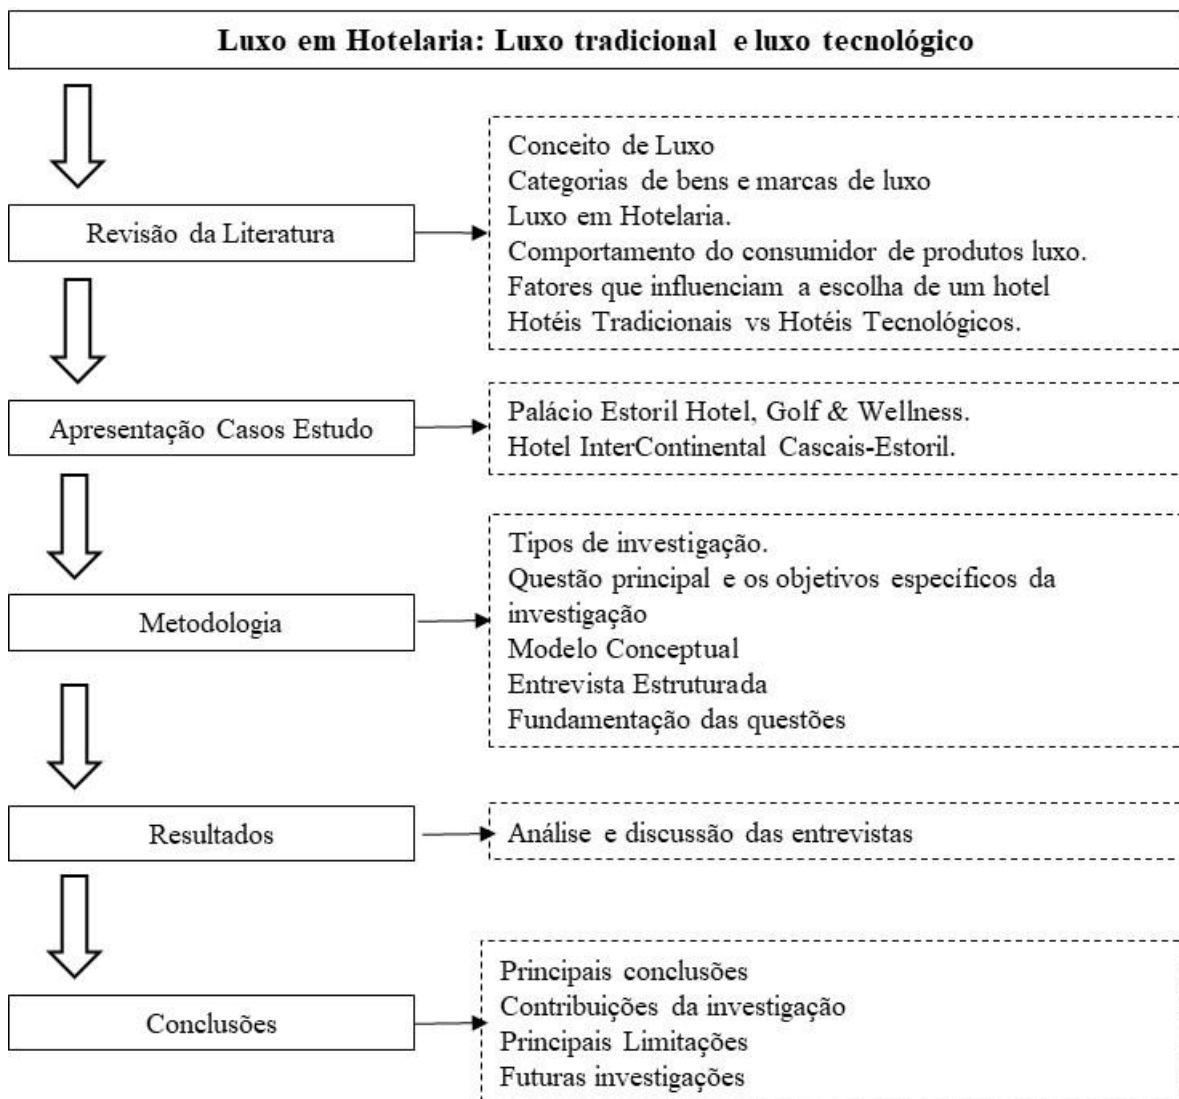 Luxo em Hotelaria: Luxo tradicional e luxo tecnológico
Revisão da Literatura
Conceito de Luxo
Categorias de bens e marcas de luxo
Luxo em Hotelaria.
Comportamento do consumidor de produtos luxo.
Fatores que influenciam a escolha de um hotel
Hotéis Tradicionais vs Hotéis Tecnológicos.
Apresentação Casos Estudo
Palácio Estoril Hotel, Golf & Wellness.
Hotel InterContinental Cascais-Estoril.
Metodologia
Tipos de investigação.
Questão principal e os objetivos específicos da
investigação
Modelo Conceptual
Entrevista Estruturada
Fundamentação das questões
Resultados
Análise e discussão das entrevistas
Conclusões
Principais conclusões
Contribuições da investigação
Principais Limitações
Futuras investigações